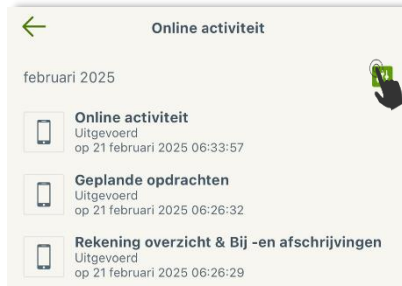 Online activiteit
februari 2025
Online activiteit
Uitgevoerd
op 21 februari 2025 06:33:57
Geplande opdrachten
Uitgevoerd
op 21 februari 2025 06:26:32
Rekening overzicht & Bij -en afschrijvingen
Uitgevoerd
op 21 februari 2025 06:26:29